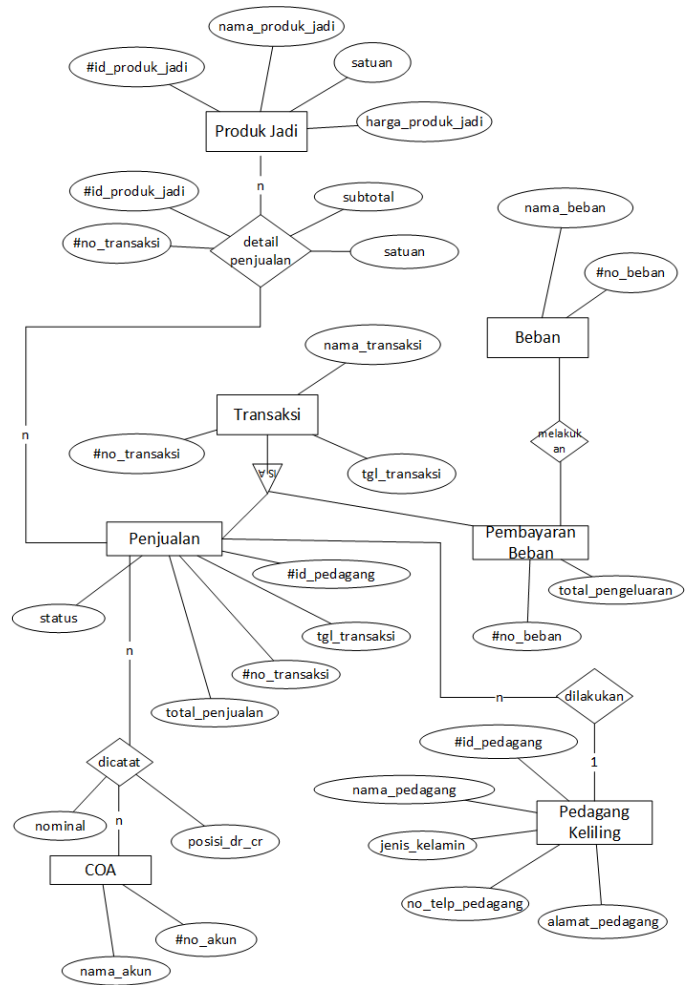 nama_produk_jadi
#id_produk_jadi
satuan
harga_produk_jadi
Produk Jadi
n
#id_produk_jadi
subtotal
#no_transaksi
detail
penjualan
satuan
nama_beban
#no_beban
Beban
nama_transaksi
Transaksi
n
#no_transaksi
tgl_transaksi
melakuk
an
IS A
Penjualan
Pembayaran
Beban
#id_pedagang
total_pengeluaran
status
tgl_transaksi
#no_beban
n
#no_transaksi
total_penjualan
n
dilakukan
#id_pedagang
dicatat
1
nama_pedagang
nominal
n
posisi_dr_cr
Pedagang
Keliling
jenis_kelamin
COA
no_telp_pedagang
alamat_pedagang
#no_akun
nama_akun